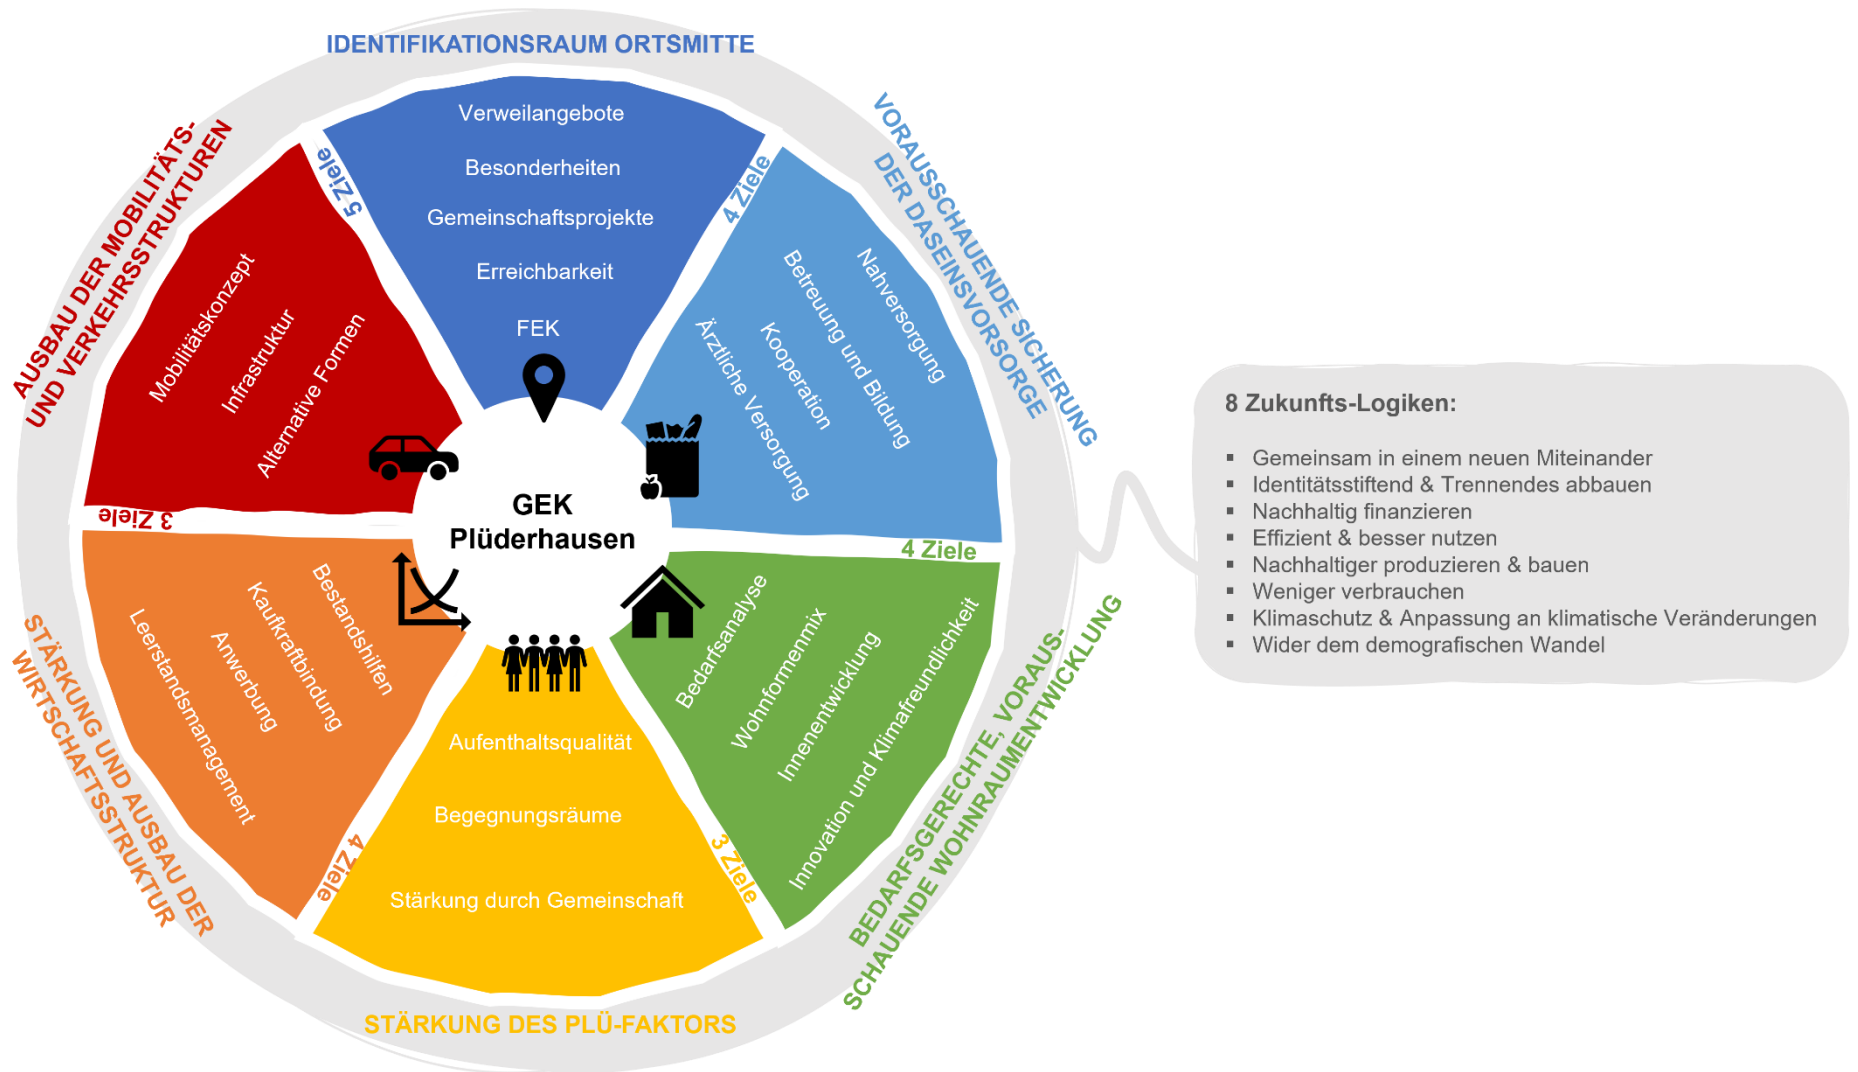 IDENTIFIKATIONSRAUM ORTSMITTE
Verweilangebote
Besonderheiten
Gemeinschaftsprojekte
Erreichbarkeit
FEK
5 Ziele
VORAUSSCHAUENDE SICHERUNG
DER DASEINSVORSORGE
Nahversorgung
Betreuung und Bildung
Kooperation
Ärztliche Versorgung
4 Ziele
BEDARFSGERECHTE, VORAUS-
SCHAUENDE WOHNRAUMENTWICKLUNG
Bedarfsanalyse
Wohnformenmix
Innenentwicklung
Innovation und Klimafreundlichkeit
4 Ziele
STÄRKUNG DES PLÜ-FAKTORS
Aufenthaltsqualität
Begegnungsräume
Stärkung durch Gemeinschaft
3 Ziele
STÄRKUNG UND AUSBAU DER
WIRTSCHAFTSSTRUKTUR
Bestandshilfen
Kaufkraftbindung
Anwerbung
Leerstandsmanagement
4 Ziele
AUSBAU DER MOBILITÄTS-
UND VERKEHRSSTRUKTUREN
Mobilitätskonzept
Infrastruktur
Alternative Formen
3 Ziele
GEK
Plüderhausen
8 Zukunfts-Logiken:
▪ Gemeinsam in einem neuen Miteinander
▪ Identitätsstiftend & Trennendes abbauen
▪ Nachhaltig finanzieren
▪ Effizient & besser nutzen
▪ Nachhaltiger produzieren & bauen
▪ Weniger verbrauchen
▪ Klimaschutz & Anpassung an klimatische Veränderungen
▪ Wider dem demografischen Wandel